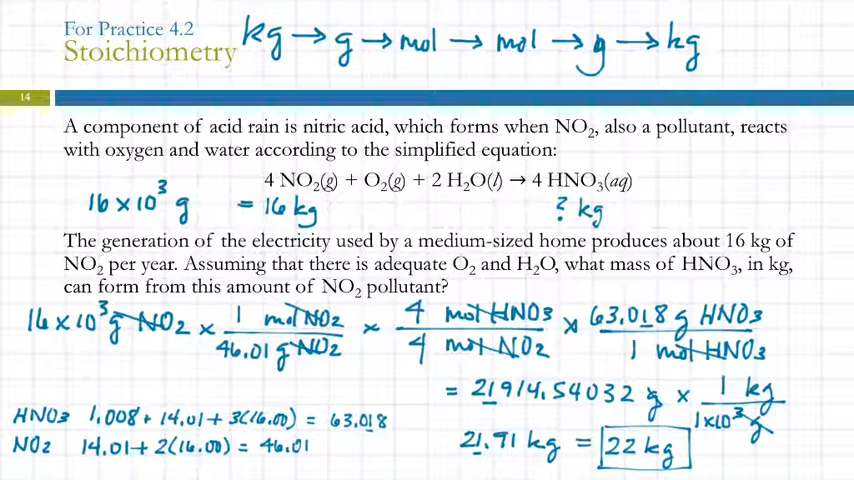 For Practice 4.2
Stoichiometry
kg → g → mol → mol → g → kg
14
A component of acid rain is nitric acid, which forms when NO₂, also a pollutant, reacts
with oxygen and water according to the simplified equation:
4 NO₂(g) + O₂(g) + 2 H₂O(l) → 4 HNO₃(aq)
16 × 10³ g = 16 kg ? kg
The generation of the electricity used by a medium-sized home produces about 16 kg of
NO₂ per year. Assuming that there is adequate O₂ and H₂O, what mass of HNO₃, in kg,
can form from this amount of NO₂ pollutant?
16 × 10³ g NO₂ × 1 mol NO₂ / 46.01 g NO₂ × 4 mol HNO₃ / 4 mol NO₂ × 63.018 g HNO₃ / 1 mol HNO₃
= 21914.54032 g × 1 kg / 1×10³ g
HNO₃ 1.008 + 14.01 + 3(16.00) = 63.018
NO₂ 14.01 + 2(16.00) = 46.01
21.91 kg = 22 kg